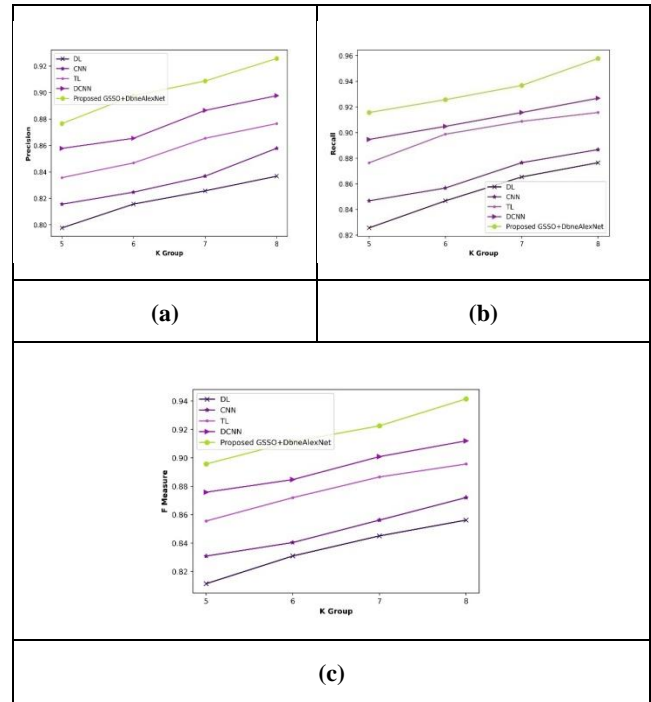 DL
CNN
TL
DCNN
Proposed GSSO+DbneAlexNet
0.92
0.90
0.88
0.86
0.84
0.82
0.80
Precision
5 6 7 8
K Group
DL
CNN
TL
DCNN
Proposed GSSO+DbneAlexNet
0.96
0.94
0.92
0.90
0.88
0.86
0.84
0.82
Recall
5 6 7 8
K Group
(a)
(b)
DL
CNN
TL
DCNN
Proposed GSSO+DbneAlexNet
0.94
0.92
0.90
0.88
0.86
0.84
0.82
F Measure
5 6 7 8
K Group
(c)